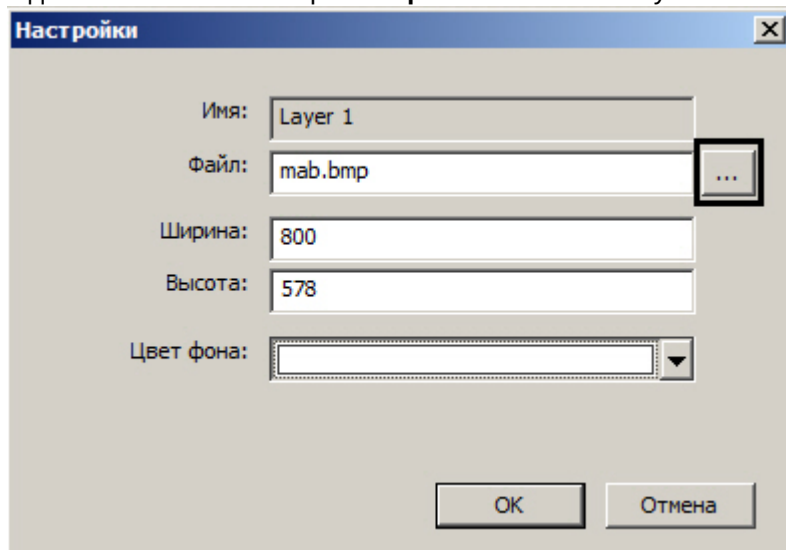 Настройки
Имя: Layer 1
Файл: mab.bmp ...
Ширина: 800
Высота: 578
Цвет фона:
OK Отмена